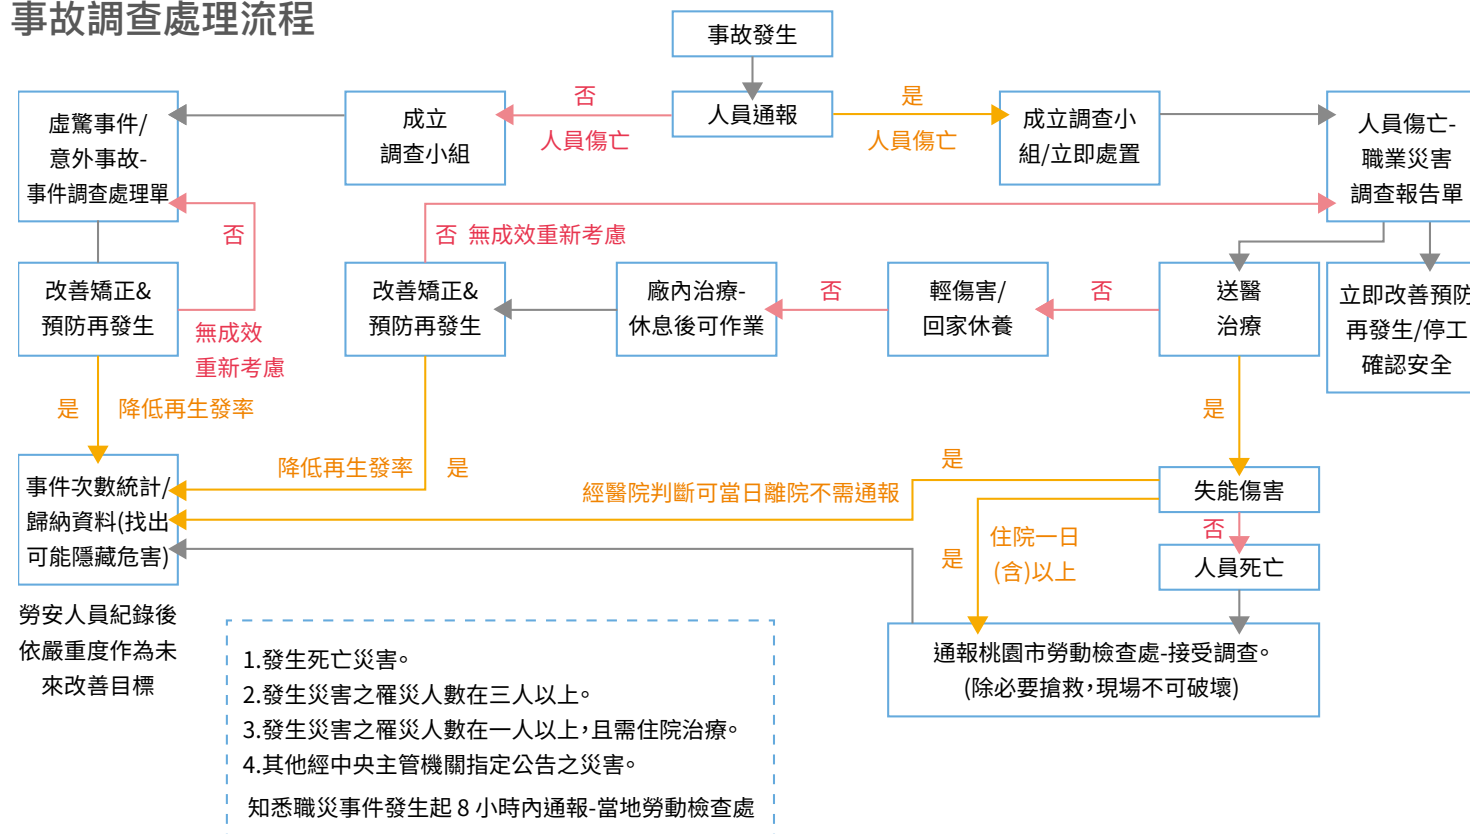 事故調查處理流程
事故發生
人員通報
否
人員傷亡
是
人員傷亡
成立
調查小組
虛驚事件/
意外事故-
事件調查處理單
成立調查小
組/立即處置
人員傷亡-
職業災害
調查報告單
否
否 無成效重新考慮
改善矯正&
預防再發生
無成效
重新考慮
改善矯正&
預防再發生
廠內治療-
休息後可作業
否
輕傷害/
回家休養
否
送醫
治療
立即改善預防
再發生/停工
確認安全
是
降低再生發率
是
降低再生發率
是
是
經醫院判斷可當日離院不需通報
失能傷害
事件次數統計/
歸納資料(找出
可能隱藏危害)
否
是
住院一日
(含)以上
人員死亡
勞安人員紀錄後
依嚴重度作為未
來改善目標
通報桃園市勞動檢查處-接受調查。
(除必要搶救,現場不可破壞)
1.發生死亡災害。
2.發生災害之罹災人數在三人以上。
3.發生災害之罹災人數在一人以上,且需住院治療。
4.其他經中央主管機關指定公告之災害。
知悉職災事件發生起 8 小時內通報-當地勞動檢查處